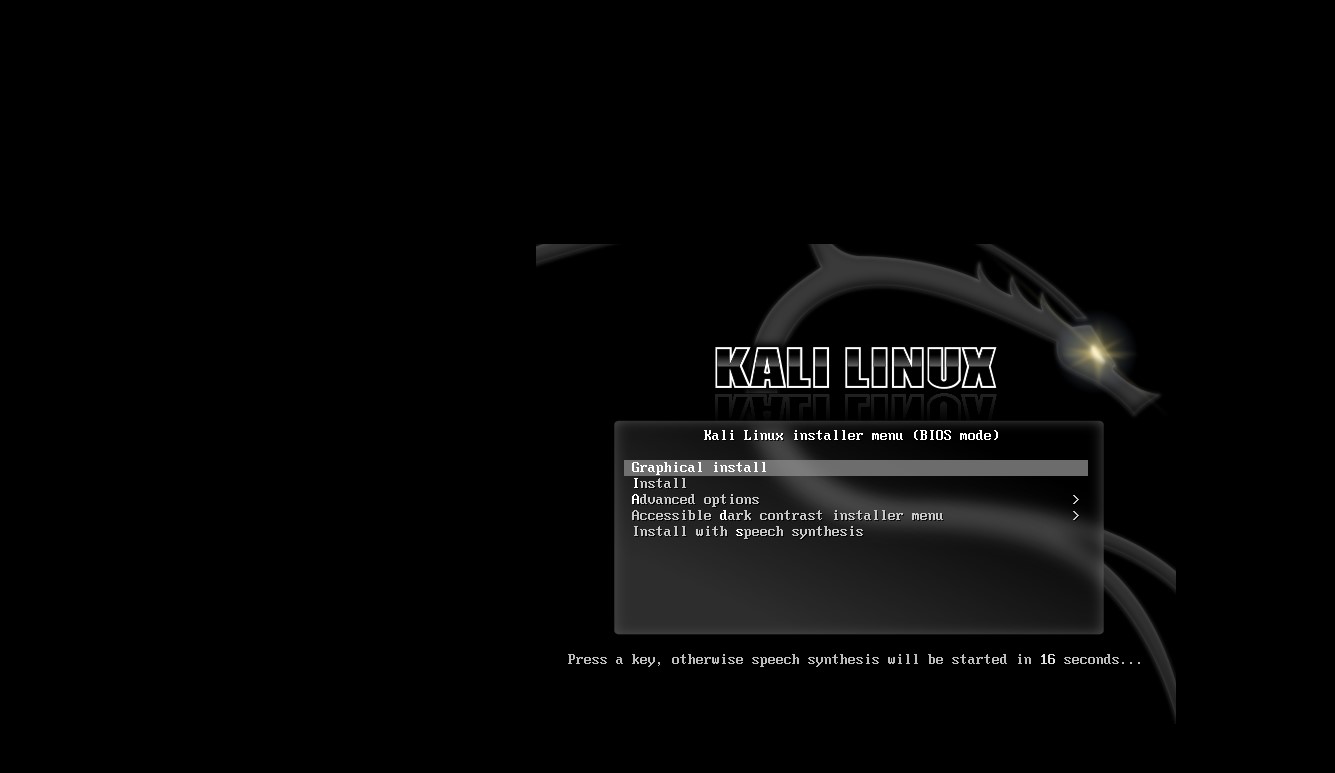 KALI LINUX
Kali Linux installer menu (BIOS mode)
Graphical install
Install
Advanced options >
Accessible dark contrast installer menu >
Install with speech synthesis
Press a key, otherwise speech synthesis will be started in 16 seconds...